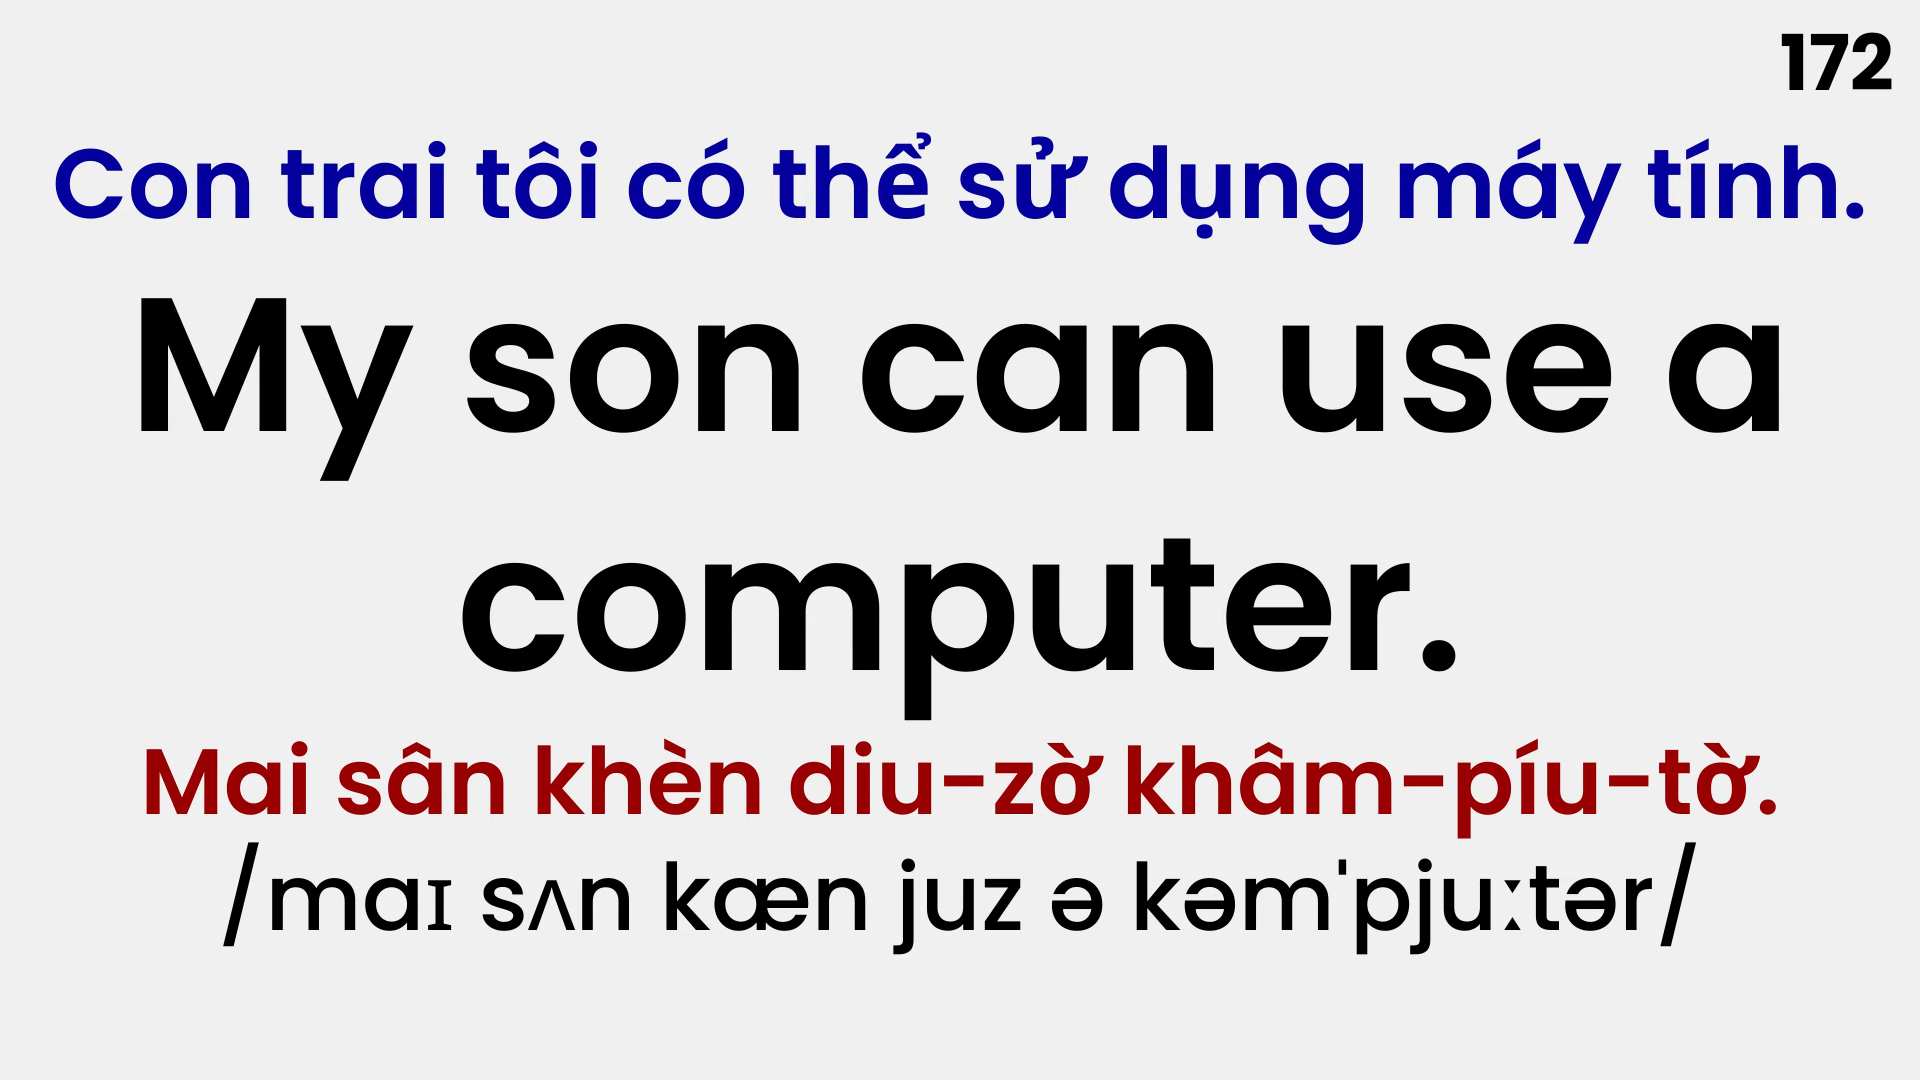 172
Con trai tôi có thể sử dụng máy tính.
My son can use a
computer.
Mai sân khèn diu-zờ khâm-píu-tờ.
/maɪ sʌn kæn juz ə kəmˈpjuːtər/